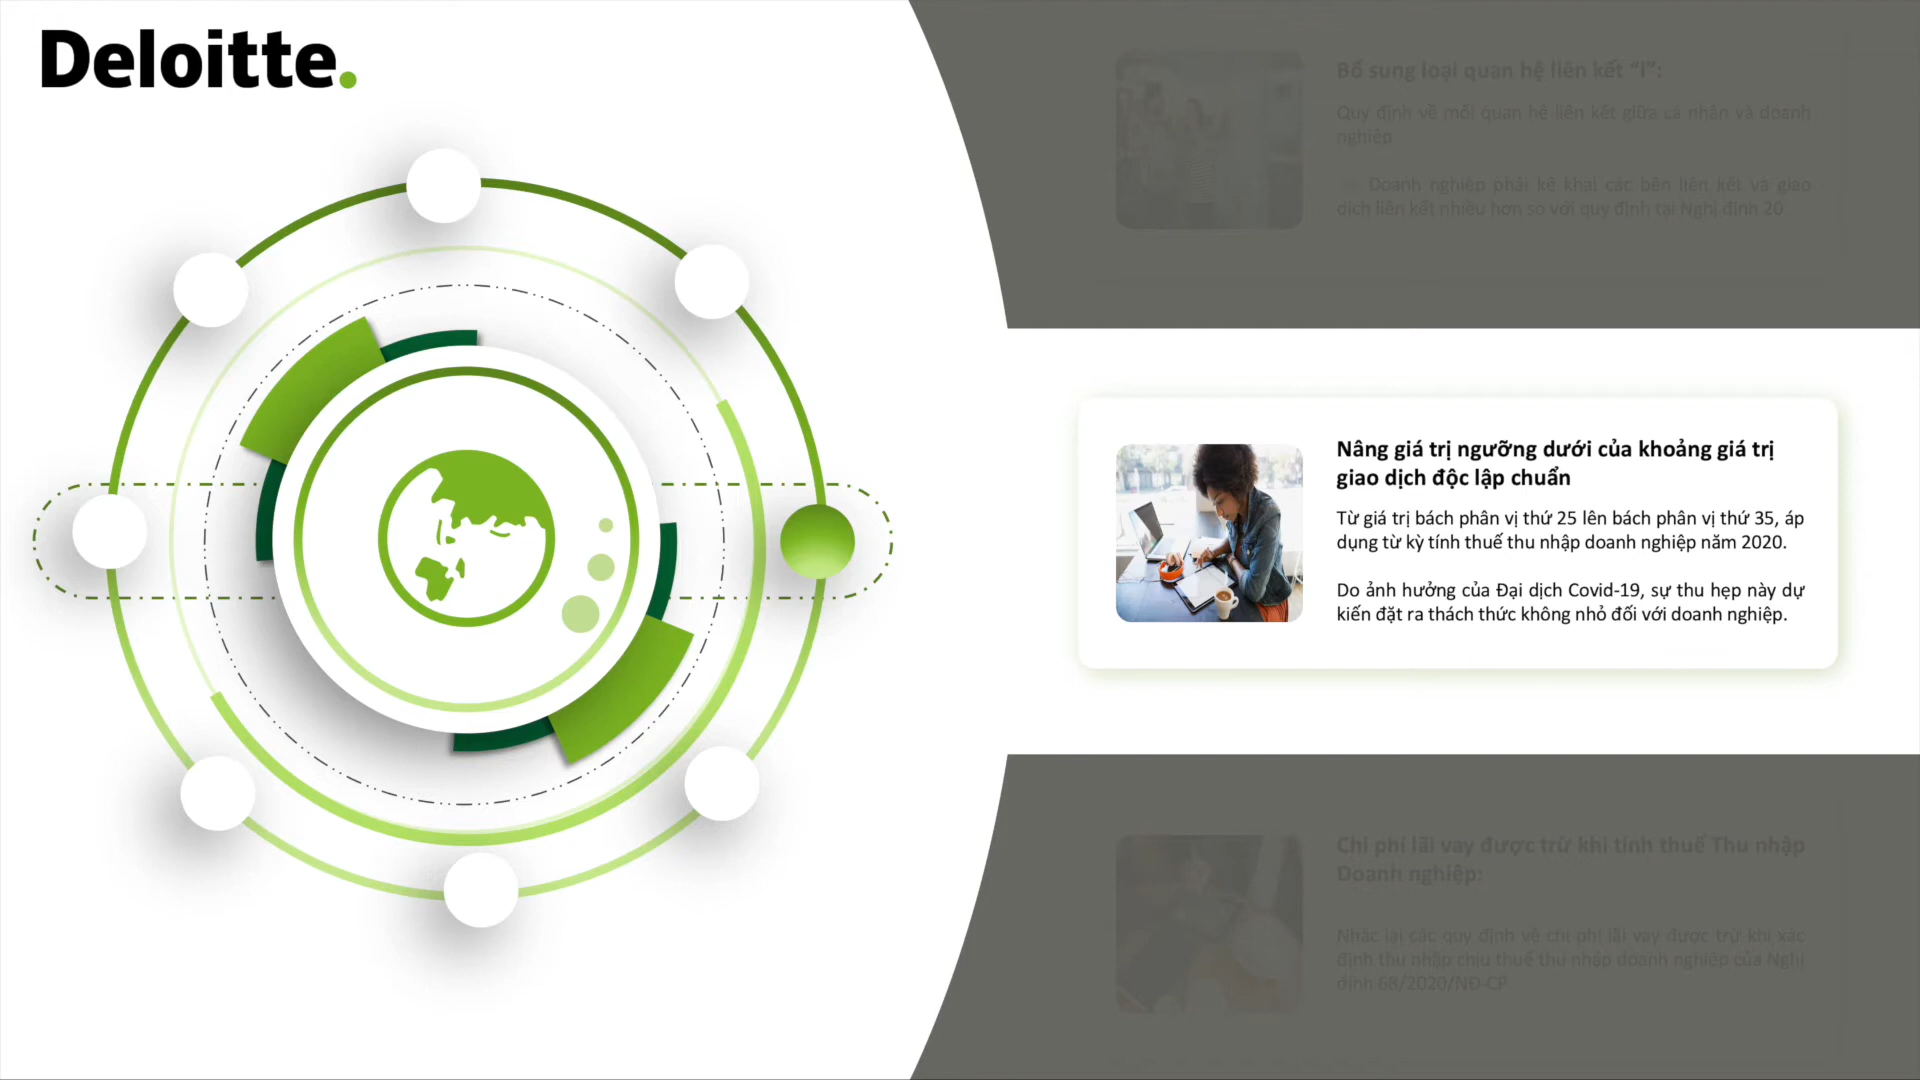 Deloitte.
Bổ sung loại quan hệ liên kết “l”:
Quy định về mối quan hệ liên kết giữa cá nhân và doanh
nghiệp
Doanh nghiệp phải kê khai các bên liên kết và giao
dịch liên kết nhiều hơn so với quy định tại Nghị định 20
Nâng giá trị ngưỡng dưới của khoảng giá trị
giao dịch độc lập chuẩn
Từ giá trị bách phân vị thứ 25 lên bách phân vị thứ 35, áp
dụng từ kỳ tính thuế thu nhập doanh nghiệp năm 2020.
Do ảnh hưởng của Đại dịch Covid-19, sự thu hẹp này dự
kiến đặt ra thách thức không nhỏ đối với doanh nghiệp.
Chi phí lãi vay được trừ khi tính thuế Thu nhập
Doanh nghiệp:
Nhắc lại các quy định về chi phí lãi vay được trừ khi xác
định thu nhập chịu thuế thu nhập doanh nghiệp của Nghị
định 68/2020/NĐ-CP